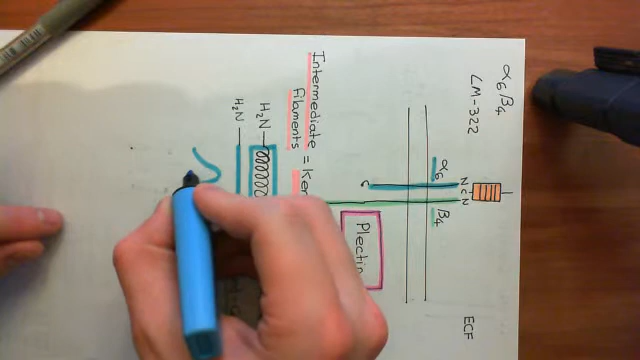 α6β4
LM-322
ECF
N C N
α6
β4
c
Plectin
Intermediate = Ker
filaments
H₂N
H₂N